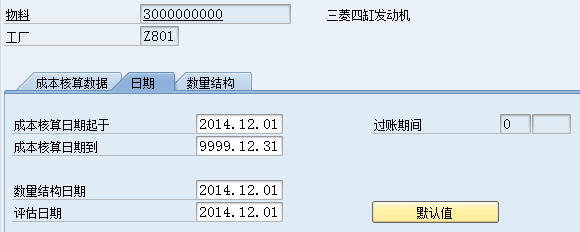 物料 3000000000 三菱四缸发动机
工厂 Z801
成本核算数据 日期 数量结构
成本核算日期起于 2014.12.01 过账期间 0
成本核算日期到 9999.12.31
数量结构日期 2014.12.01
评估日期 2014.12.01 默认值